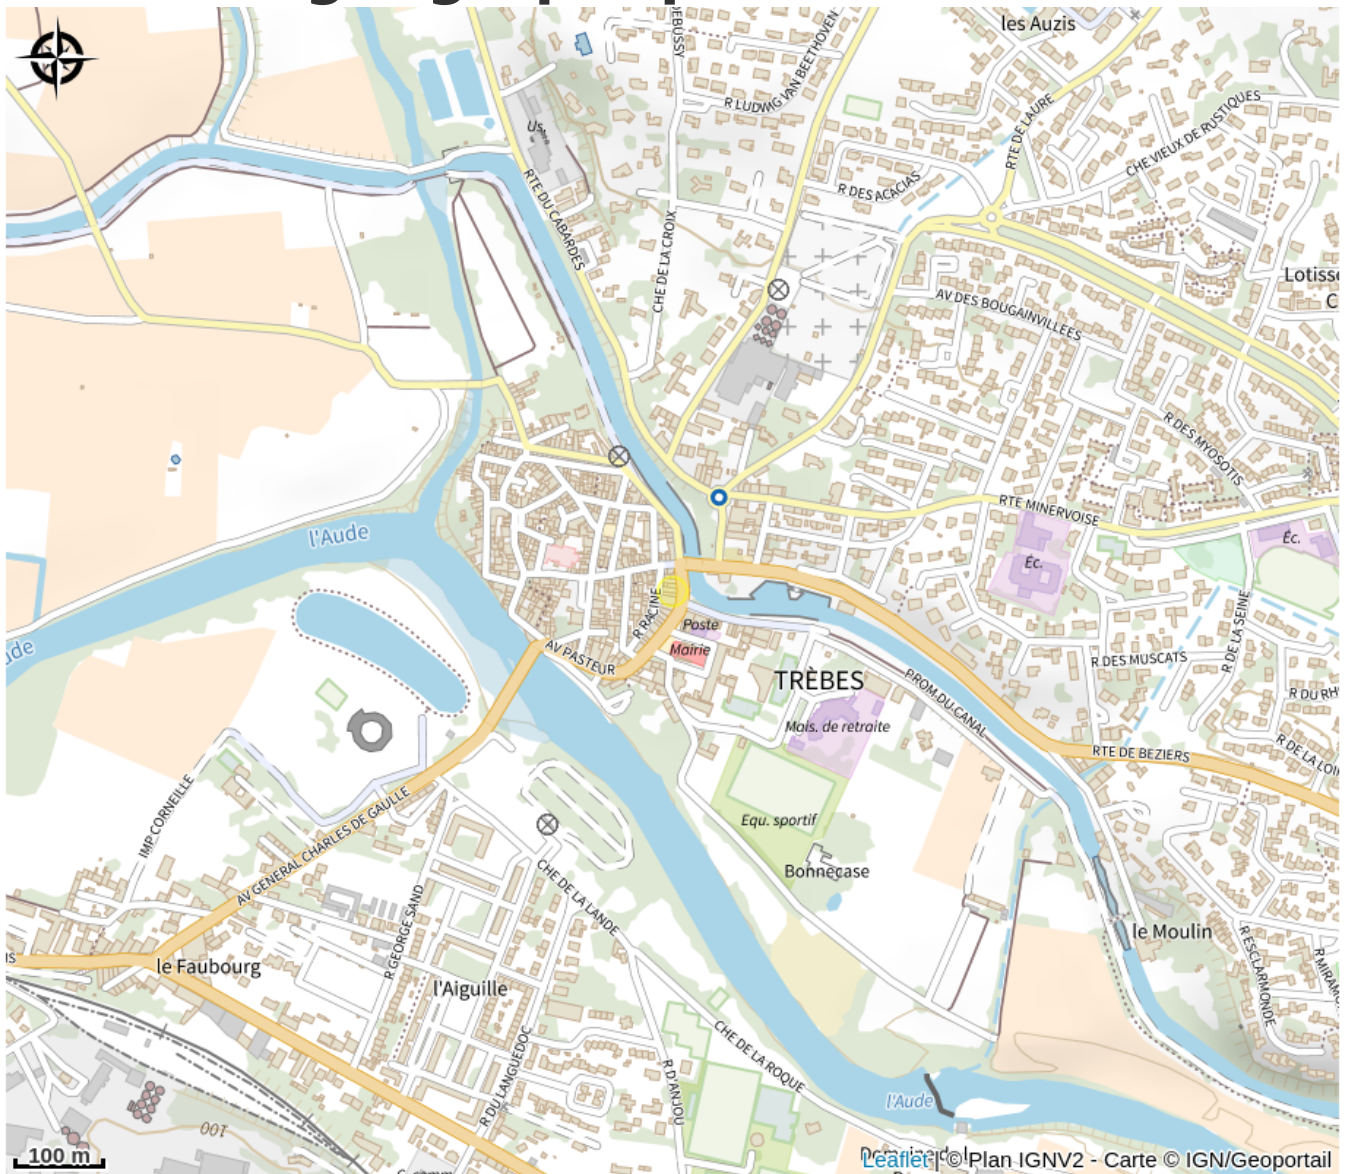 les Auzis
R LUDWIG VAN BEETHOVEN
RTE DE LAURE
CHE VIEUX DE RUSTIQUES
R DES ACACIAS
RTE DU CABARDES
CHE DE LA CROIX
AV DES BOUGAINVILLEES
R DES MYOSOTIS
RTE MINERVOISE
l'Aude
Éc.
Éc.
R RACINE
Poste
Mairie
AV PASTEUR
TRÈBES
R DES MUSCATS
R DE LA SEINE
PROM DU CANAL
Mais. de retraite
RTE DE BEZIERS
IMP CORNEILLE
AV GENERAL CHARLES DE GAULLE
Equ. sportif
Bonnecase
CHE DE LA LANDE
R GEORGE SAND
le Faubourg
l'Aiguille
le Moulin
R ESCLARMONDE
CHE DE LA ROQUE
R DU LANGUEDOC
R D'ANJOU
l'Aude
100
100 m
Leaflet | © Plan IGNV2 - Carte © IGN/Geoportail